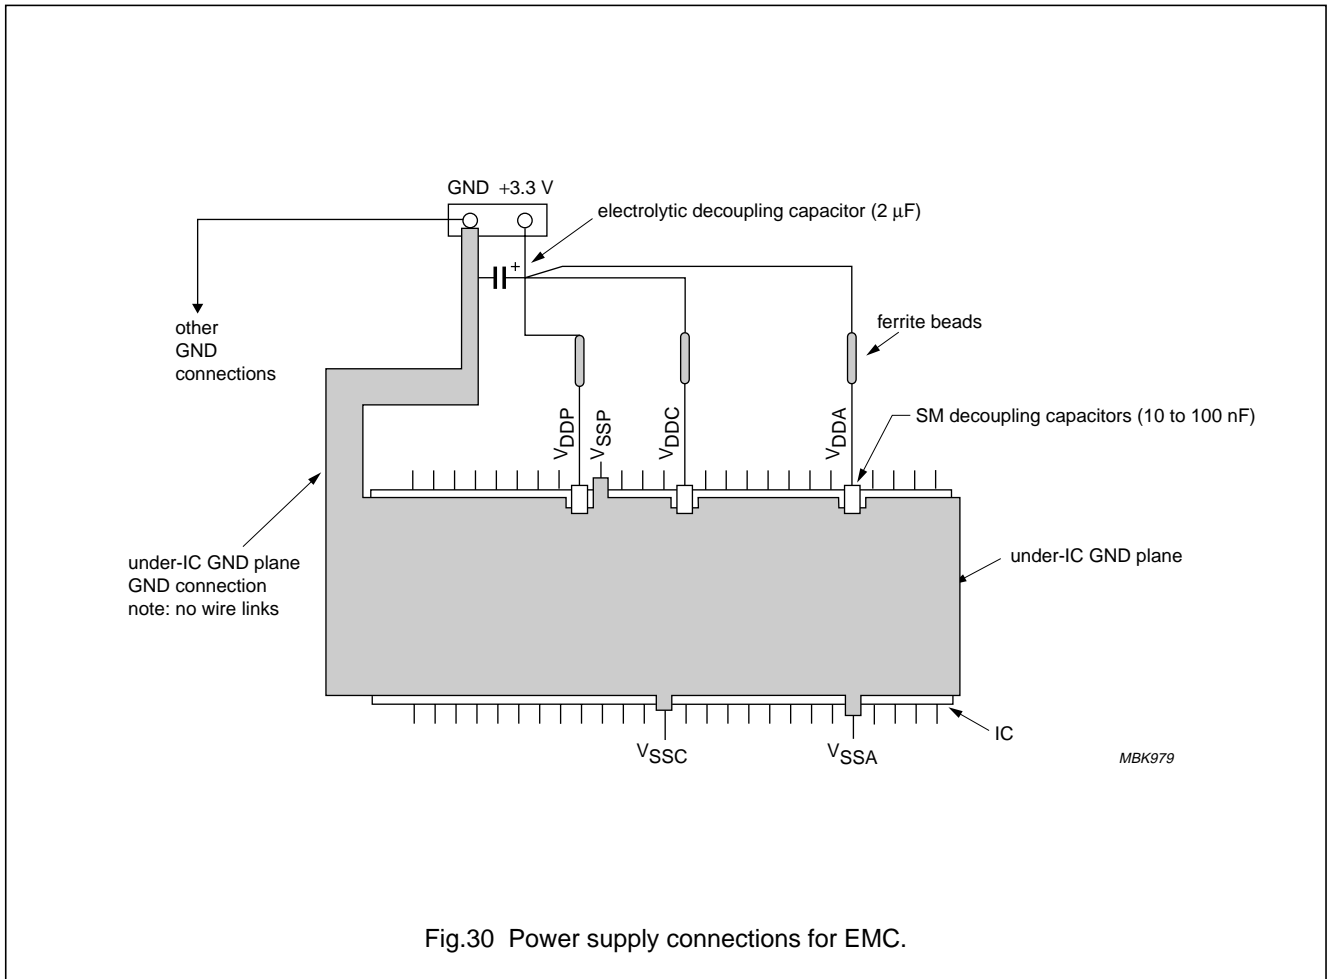 GND +3.3 V
electrolytic decoupling capacitor (2 μF)
+
other
GND
connections
ferrite beads
VDDP
VSSP
VDDC
VDDA
SM decoupling capacitors (10 to 100 nF)
under-IC GND plane
GND connection
note: no wire links
under-IC GND plane
IC
VSSC
VSSA
MBK979
Fig.30 Power supply connections for EMC.